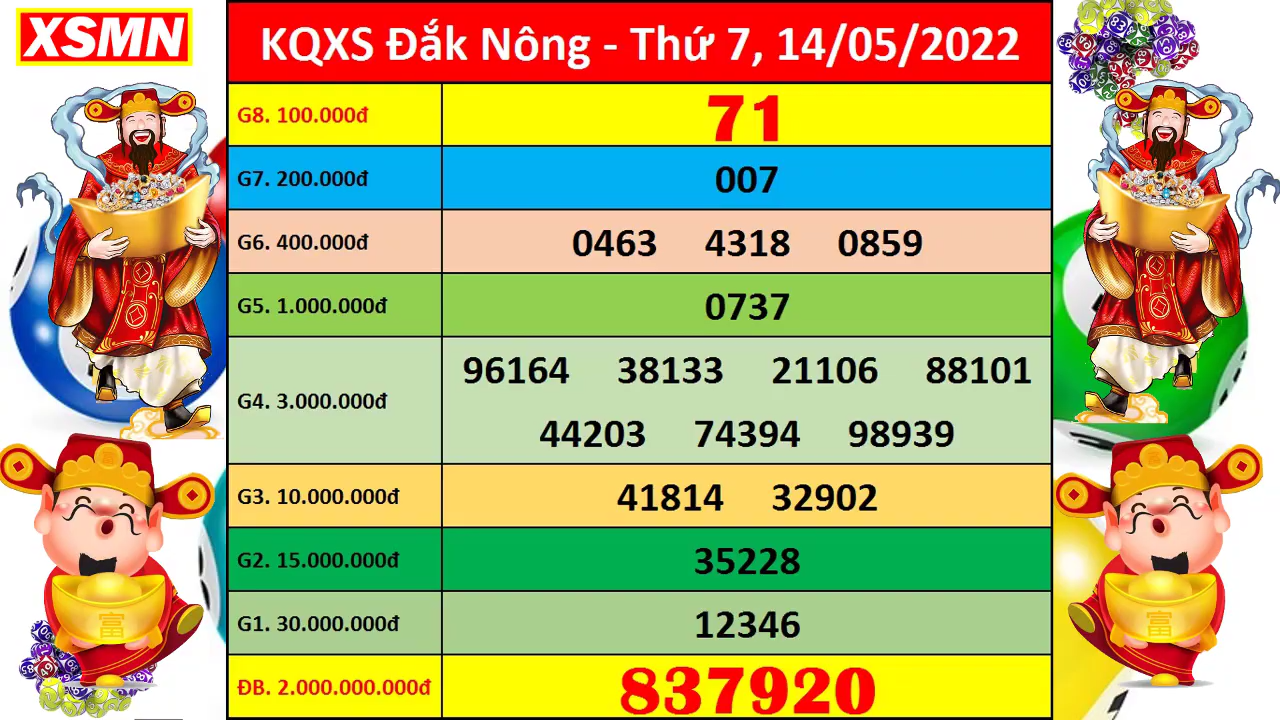 XSMN
KQXS Đắk Nông - Thứ 7, 14/05/2022
G8. 100.000đ 71
G7. 200.000đ 007
G6. 400.000đ 0463 4318 0859
G5. 1.000.000đ 0737
G4. 3.000.000đ
96164 38133 21106 88101
44203 74394 98939
G3. 10.000.000đ 41814 32902
G2. 15.000.000đ 35228
G1. 30.000.000đ 12346
ĐB. 2.000.000.000đ 837920
富
富